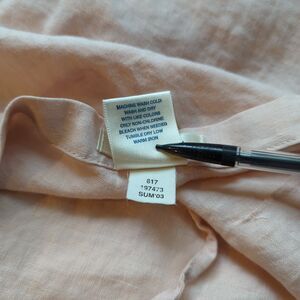 MACHINE WASH COLD
WASH AND DRY
WITH LIKE COLORS
ONLY NON-CHLORINE
BLEACH WHEN NEEDED
TUMBLE DRY LOW
WARM IRON
617
197473
SUM'03